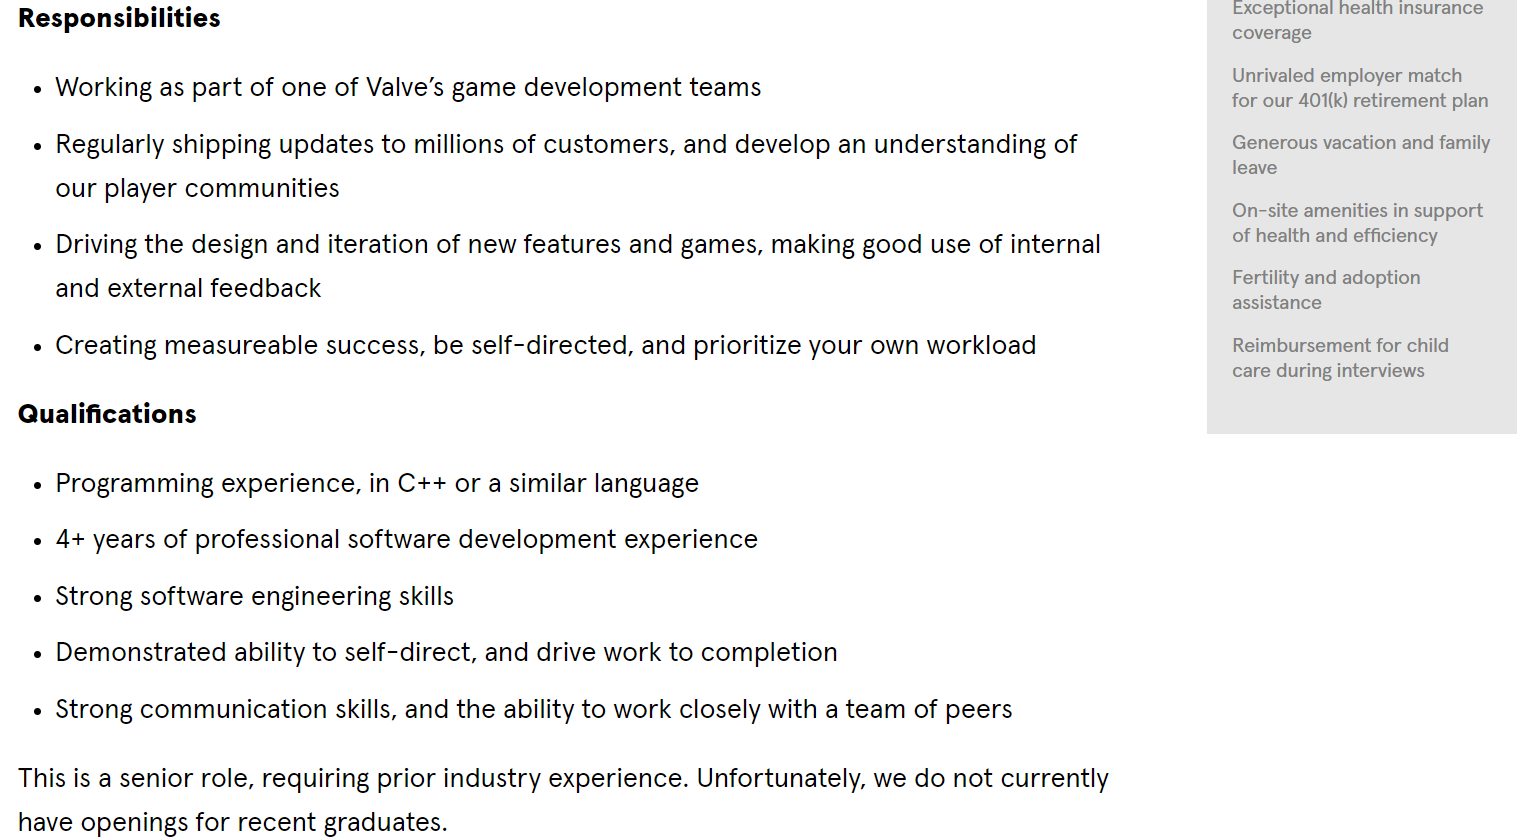 Responsibilities
• Working as part of one of Valve’s game development teams
• Regularly shipping updates to millions of customers, and develop an understanding of
our player communities
• Driving the design and iteration of new features and games, making good use of internal
and external feedback
• Creating measureable success, be self-directed, and prioritize your own workload
Qualifications
• Programming experience, in C++ or a similar language
• 4+ years of professional software development experience
• Strong software engineering skills
• Demonstrated ability to self-direct, and drive work to completion
• Strong communication skills, and the ability to work closely with a team of peers
This is a senior role, requiring prior industry experience. Unfortunately, we do not currently
have openings for recent graduates.
Exceptional health insurance
coverage
Unrivaled employer match
for our 401(k) retirement plan
Generous vacation and family
leave
On-site amenities in support
of health and efficiency
Fertility and adoption
assistance
Reimbursement for child
care during interviews